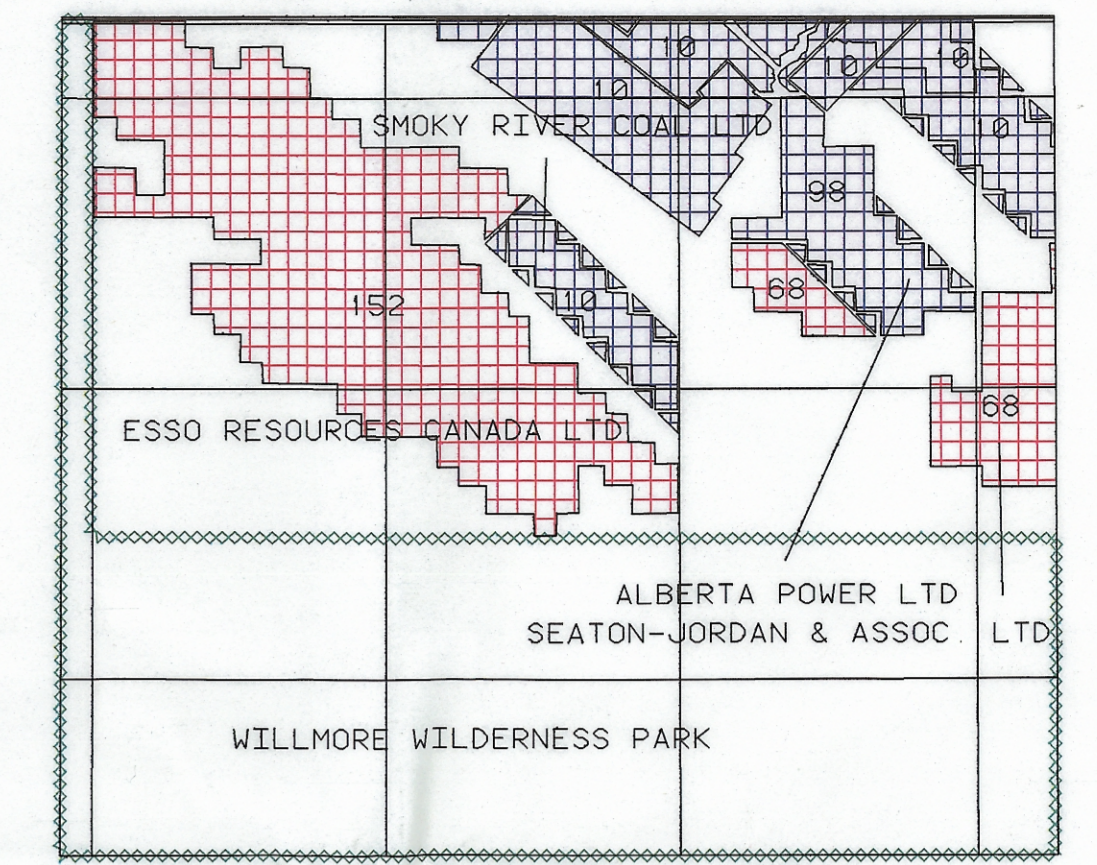 10
10
10
10
SMOKY RIVER COAL LTD
10
98
68
152
10
68
ESSO RESOURCES CANADA LTD
ALBERTA POWER LTD
SEATON-JORDAN & ASSOC. LTD
WILLMORE WILDERNESS PARK